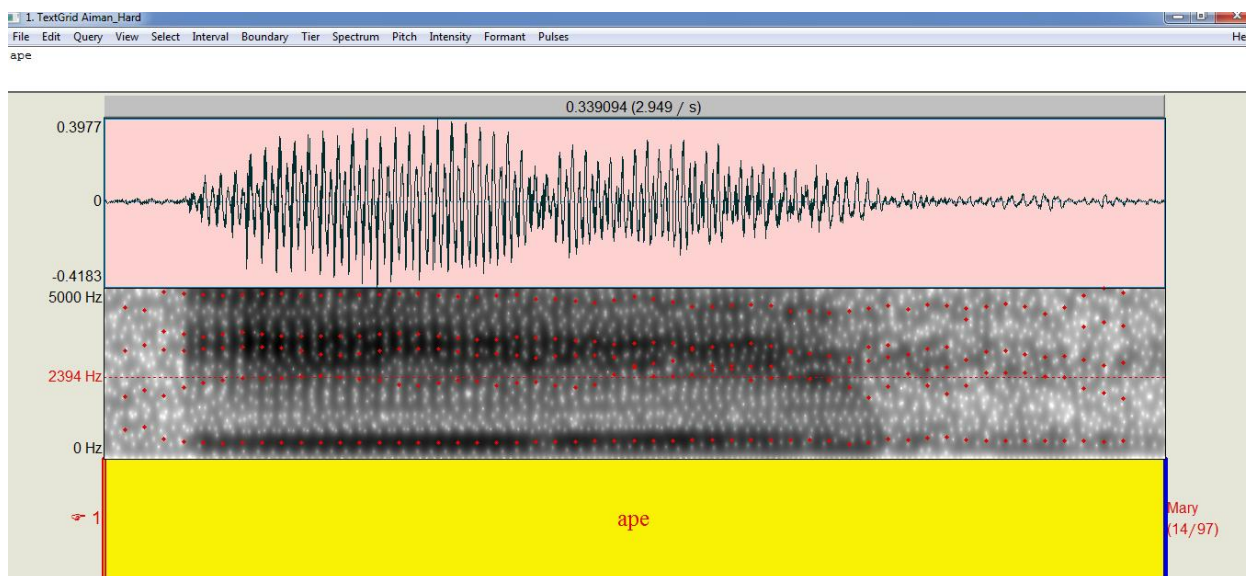 1. TextGrid Aiman_Hard
File Edit Query View Select Interval Boundary Tier Spectrum Pitch Intensity Formant Pulses He
ape
0.339094 (2.949 / s)
0.3977
0
-0.4183
5000 Hz
2394 Hz
0 Hz
☞ 1
ape
Mary
(14/97)